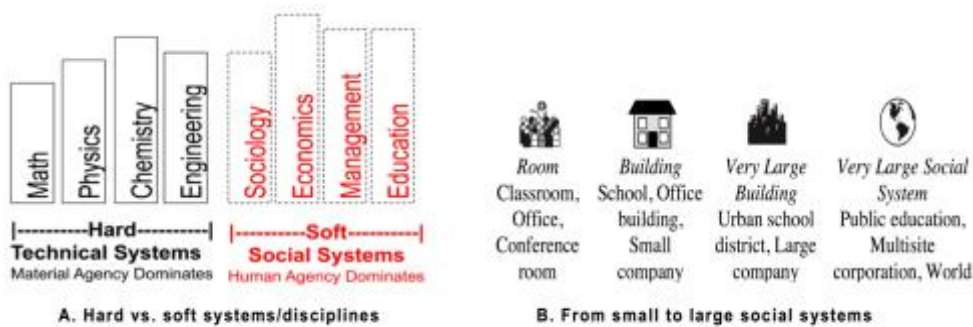 Math
Physics
Chemistry
Engineering
Sociology
Economics
Management
Education
|----------Hard----------|
Technical Systems
Material Agency Dominates
|----------Soft----------|
Social Systems
Human Agency Dominates
A. Hard vs. soft systems/disciplines
Room
Classroom,
Office,
Conference
room
Building
School, Office
building,
Small
company
Very Large
Building
Urban school
district, Large
company
Very Large Social
System
Public education,
Multisite
corporation, World
B. From small to large social systems